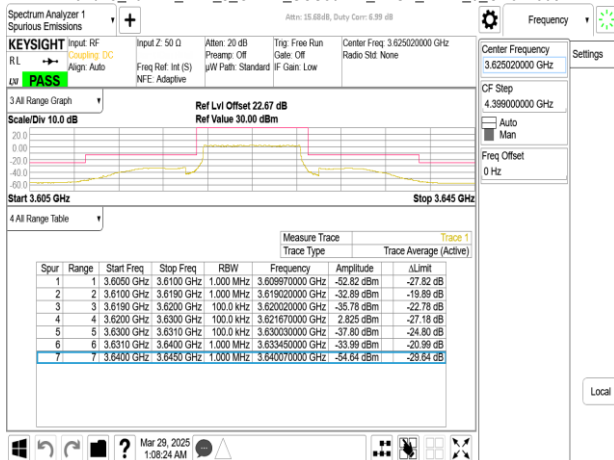 Spectrum Analyzer 1
Spurious Emissions
+
Attn: 15.68dB, Duty Corr: 6.99 dB
Frequency
KEYSIGHT
Input: RF
Coupling: DC
Align: Auto
Input Z: 50 Ω
Freq Ref: Int (S)
NFE: Adaptive
Atten: 20 dB
Preamp: Off
µW Path: Standard
Trig: Free Run
Gate: Off
IF Gain: Low
Center Freq: 3.625020000 GHz
Radio Std: None
RL
PASS
Center Frequency
3.625020000 GHz
Settings
CF Step
4.399000000 GHz
Auto
Man
Freq Offset
0 Hz
3 All Range Graph
Scale/Div 10.0 dB
Ref Lvl Offset 22.67 dB
Ref Value 30.00 dBm
20.0
0.00
-20.0
-40.0
-60.0
Start 3.605 GHz
Stop 3.645 GHz
4 All Range Table
Measure Trace Trace 1
Trace Type Trace Average (Active)
Spur Range Start Freq Stop Freq RBW Frequency Amplitude ΔLimit
1 1 3.6050 GHz 3.6100 GHz 1.000 MHz 3.609970000 GHz -52.82 dBm -27.82 dB
2 2 3.6100 GHz 3.6190 GHz 1.000 MHz 3.619020000 GHz -32.89 dBm -19.89 dB
3 3 3.6190 GHz 3.6200 GHz 100.0 kHz 3.620020000 GHz -35.78 dBm -22.78 dB
4 4 3.6200 GHz 3.6300 GHz 100.0 kHz 3.621670000 GHz 2.825 dBm -27.18 dB
5 5 3.6300 GHz 3.6310 GHz 100.0 kHz 3.630030000 GHz -37.80 dBm -24.80 dB
6 6 3.6310 GHz 3.6400 GHz 1.000 MHz 3.633450000 GHz -33.99 dBm -20.99 dB
7 7 3.6400 GHz 3.6450 GHz 1.000 MHz 3.640070000 GHz -54.64 dBm -29.64 dB
Local
?
Mar 29, 2025
1:08:24 AM